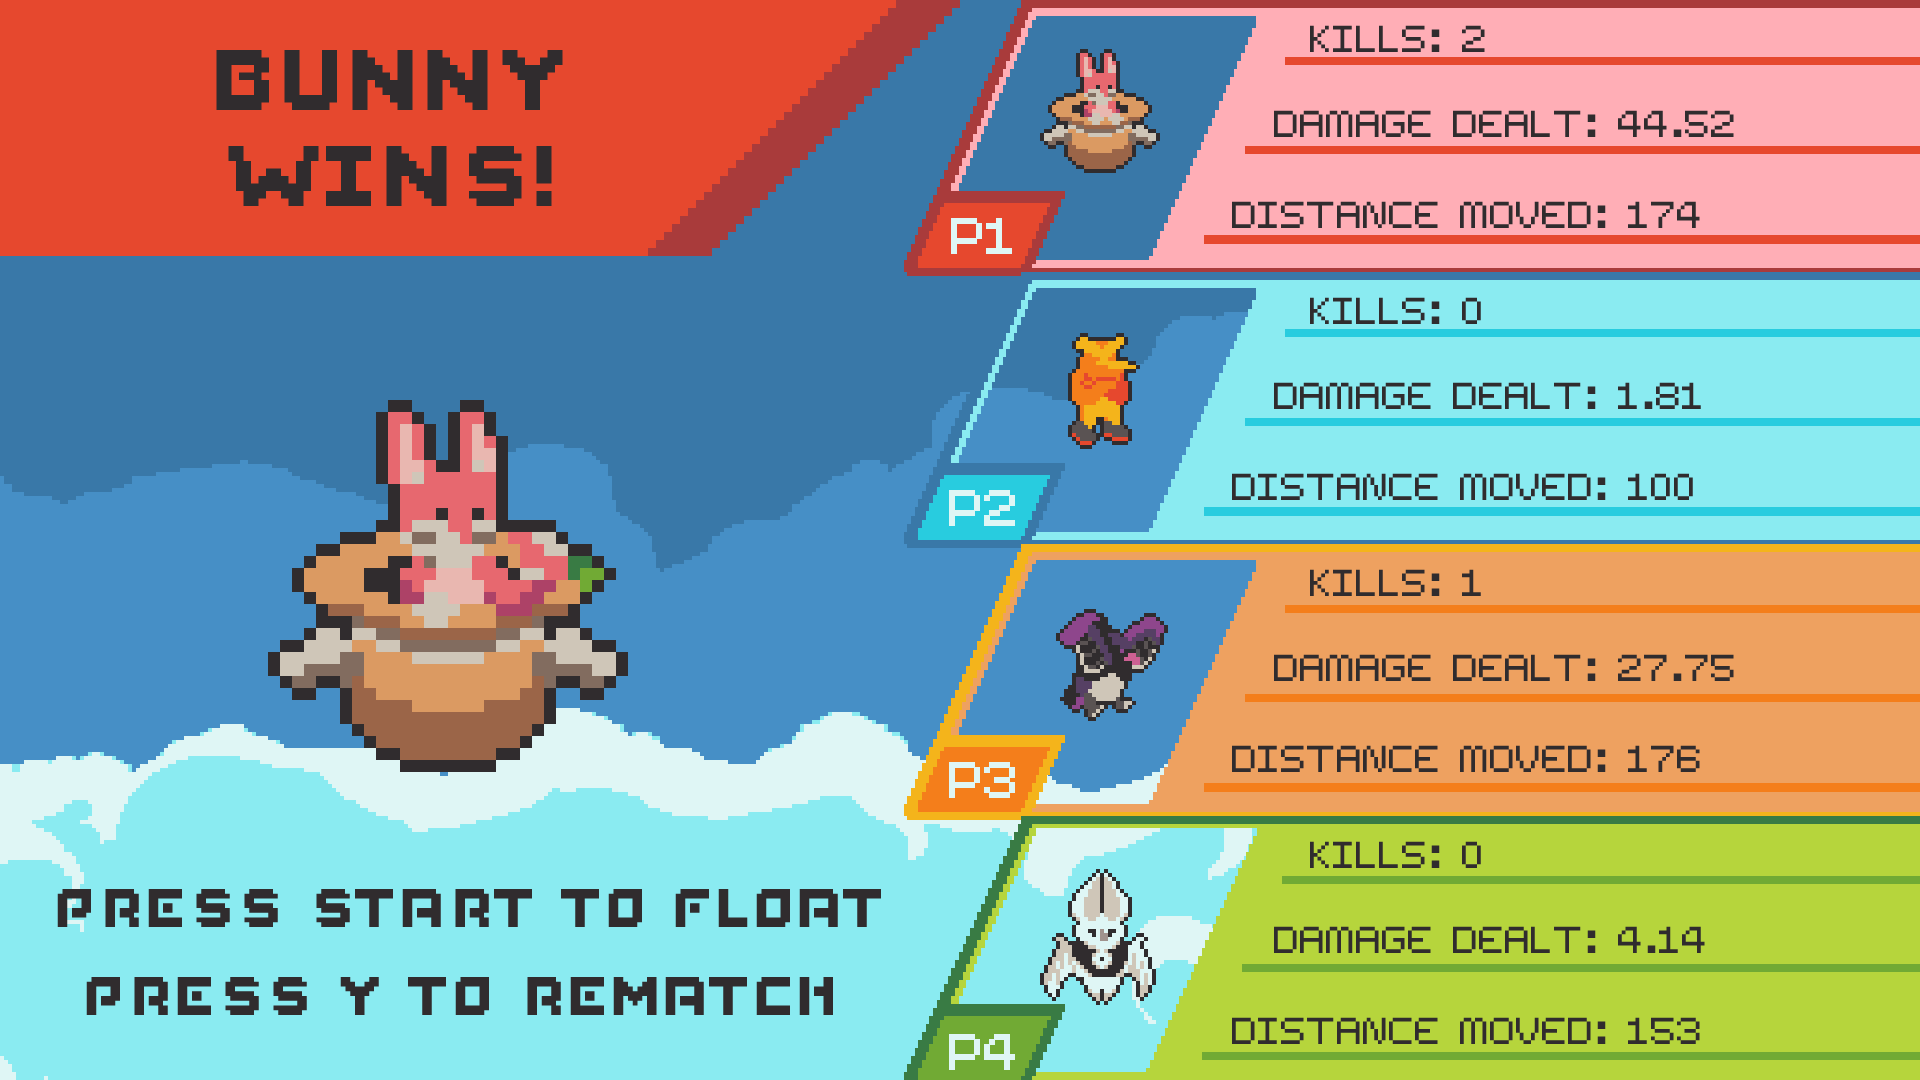 BUNNY
WINS!
PRESS START TO FLOAT
PRESS Y TO REMATCH
P1
KILLS: 2
DAMAGE DEALT: 44.52
DISTANCE MOVED: 174
P2
KILLS: 0
DAMAGE DEALT: 1.81
DISTANCE MOVED: 100
P3
KILLS: 1
DAMAGE DEALT: 27.75
DISTANCE MOVED: 176
P4
KILLS: 0
DAMAGE DEALT: 4.14
DISTANCE MOVED: 153